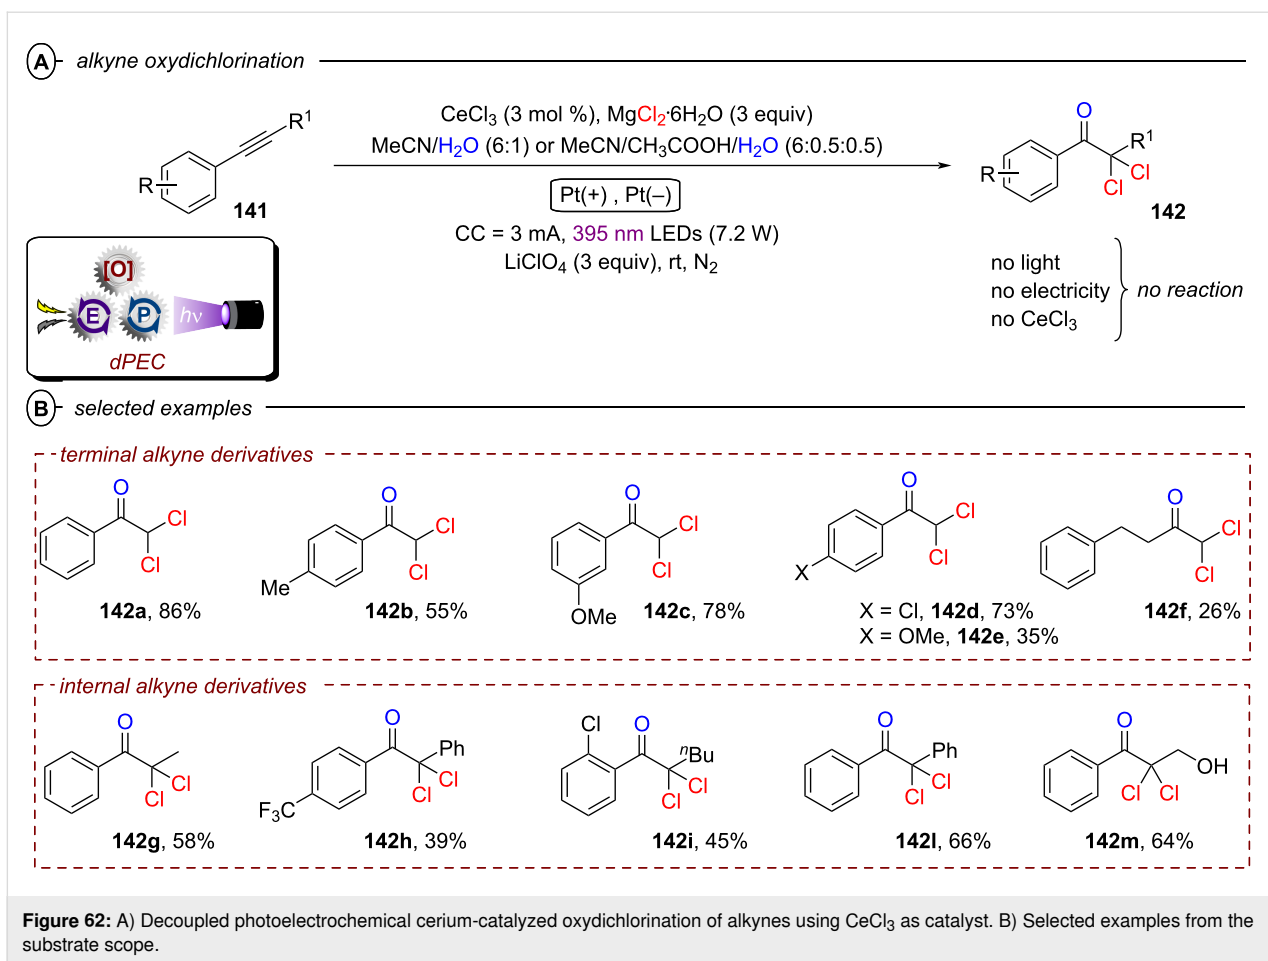 A alkyne oxydichlorination
CeCl3 (3 mol %), MgCl2·6H2O (3 equiv)
MeCN/H2O (6:1) or MeCN/CH3COOH/H2O (6:0.5:0.5)
Pt(+) , Pt(–)
CC = 3 mA, 395 nm LEDs (7.2 W)
LiClO4 (3 equiv), rt, N2
R1
R
141
O
R1
R
Cl
Cl
142
[O]
E
P
hν
dPEC
no light
no electricity
no CeCl3
no reaction
B selected examples
terminal alkyne derivatives
O
Cl
Cl
142a, 86%
O
Cl
Cl
Me
142b, 55%
O
Cl
Cl
OMe
142c, 78%
O
Cl
Cl
X
X = Cl, 142d, 73%
X = OMe, 142e, 35%
O
Cl
Cl
142f, 26%
internal alkyne derivatives
O
Cl
Cl
142g, 58%
O
Ph
Cl
Cl
F3C
142h, 39%
Cl
O
nBu
Cl
Cl
142i, 45%
O
Ph
Cl
Cl
142l, 66%
O
OH
Cl Cl
142m, 64%
Figure 62: A) Decoupled photoelectrochemical cerium-catalyzed oxydichlorination of alkynes using CeCl3 as catalyst. B) Selected examples from the
substrate scope.